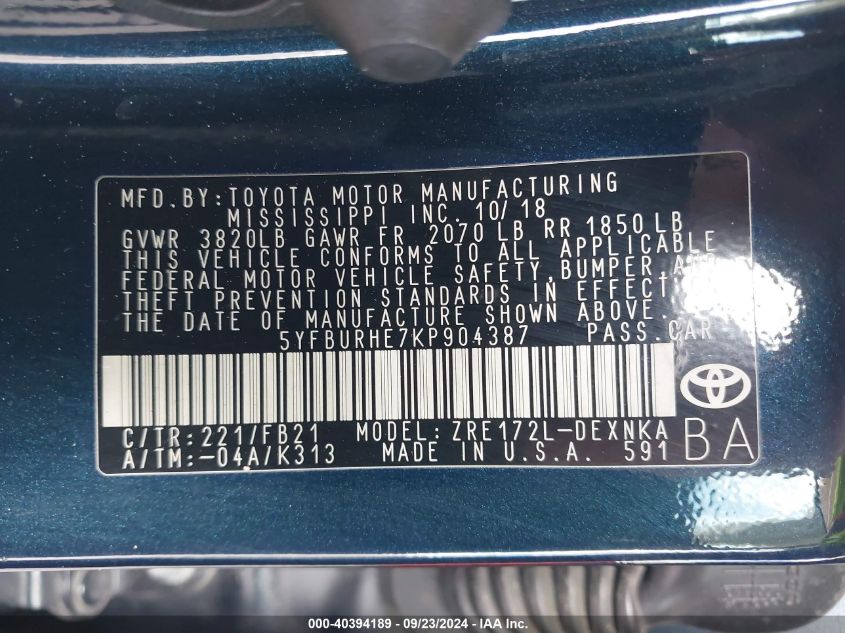 MFD.BY:TOYOTA MOTOR MANUFACTURING
MISSISSIPPI INC. 10/18
GVWR 3820LB GAWR FR 2070 LB RR 1850 LB
THIS VEHICLE CONFORMS TO ALL APPLICABLE
FEDERAL MOTOR VEHICLE SAFETY,BUMPER,AND
THEFT PREVENTION STANDARDS IN EFFECT ON
THE DATE OF MANUFACTURE SHOWN ABOVE.
5YFBURHE7KP904387 PASS.CAR
C/TR:221/FB21 MODEL:ZRE172L-DEXNKA
A/TM:-04A/K313 MADE IN U.S.A. 591
BA
000-40394189 - 09/23/2024 - www.iaai.com